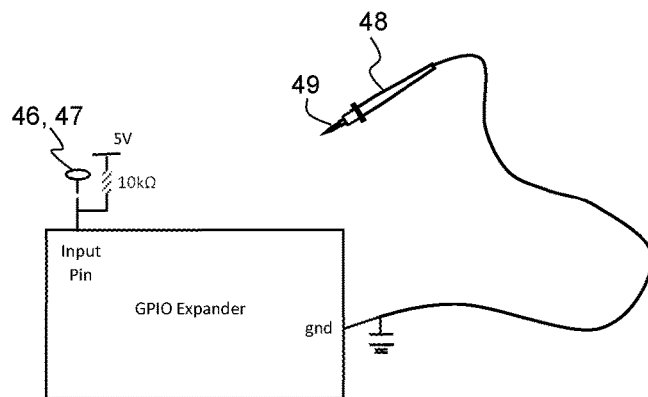 48
49
46, 47
5V
10kΩ
Input
Pin
GPIO Expander
gnd